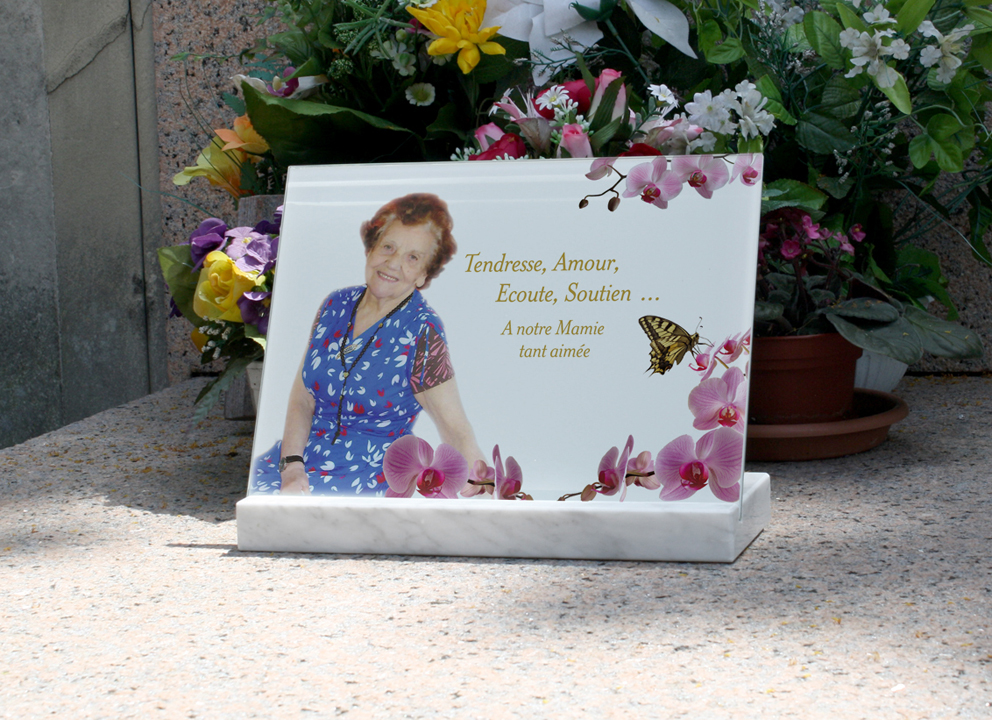 Tendresse, Amour,
Ecoute, Soutien ...
A notre Mamie
tant aimée